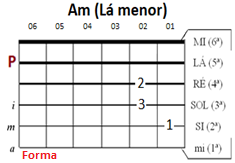 Am (Lá menor)
06 05 04 03 02 01
MI (6ª)
P LÁ (5ª)
2 RÉ (4ª)
i 3 SOL (3ª)
m 1 SI (2ª)
a mi (1ª)
Forma